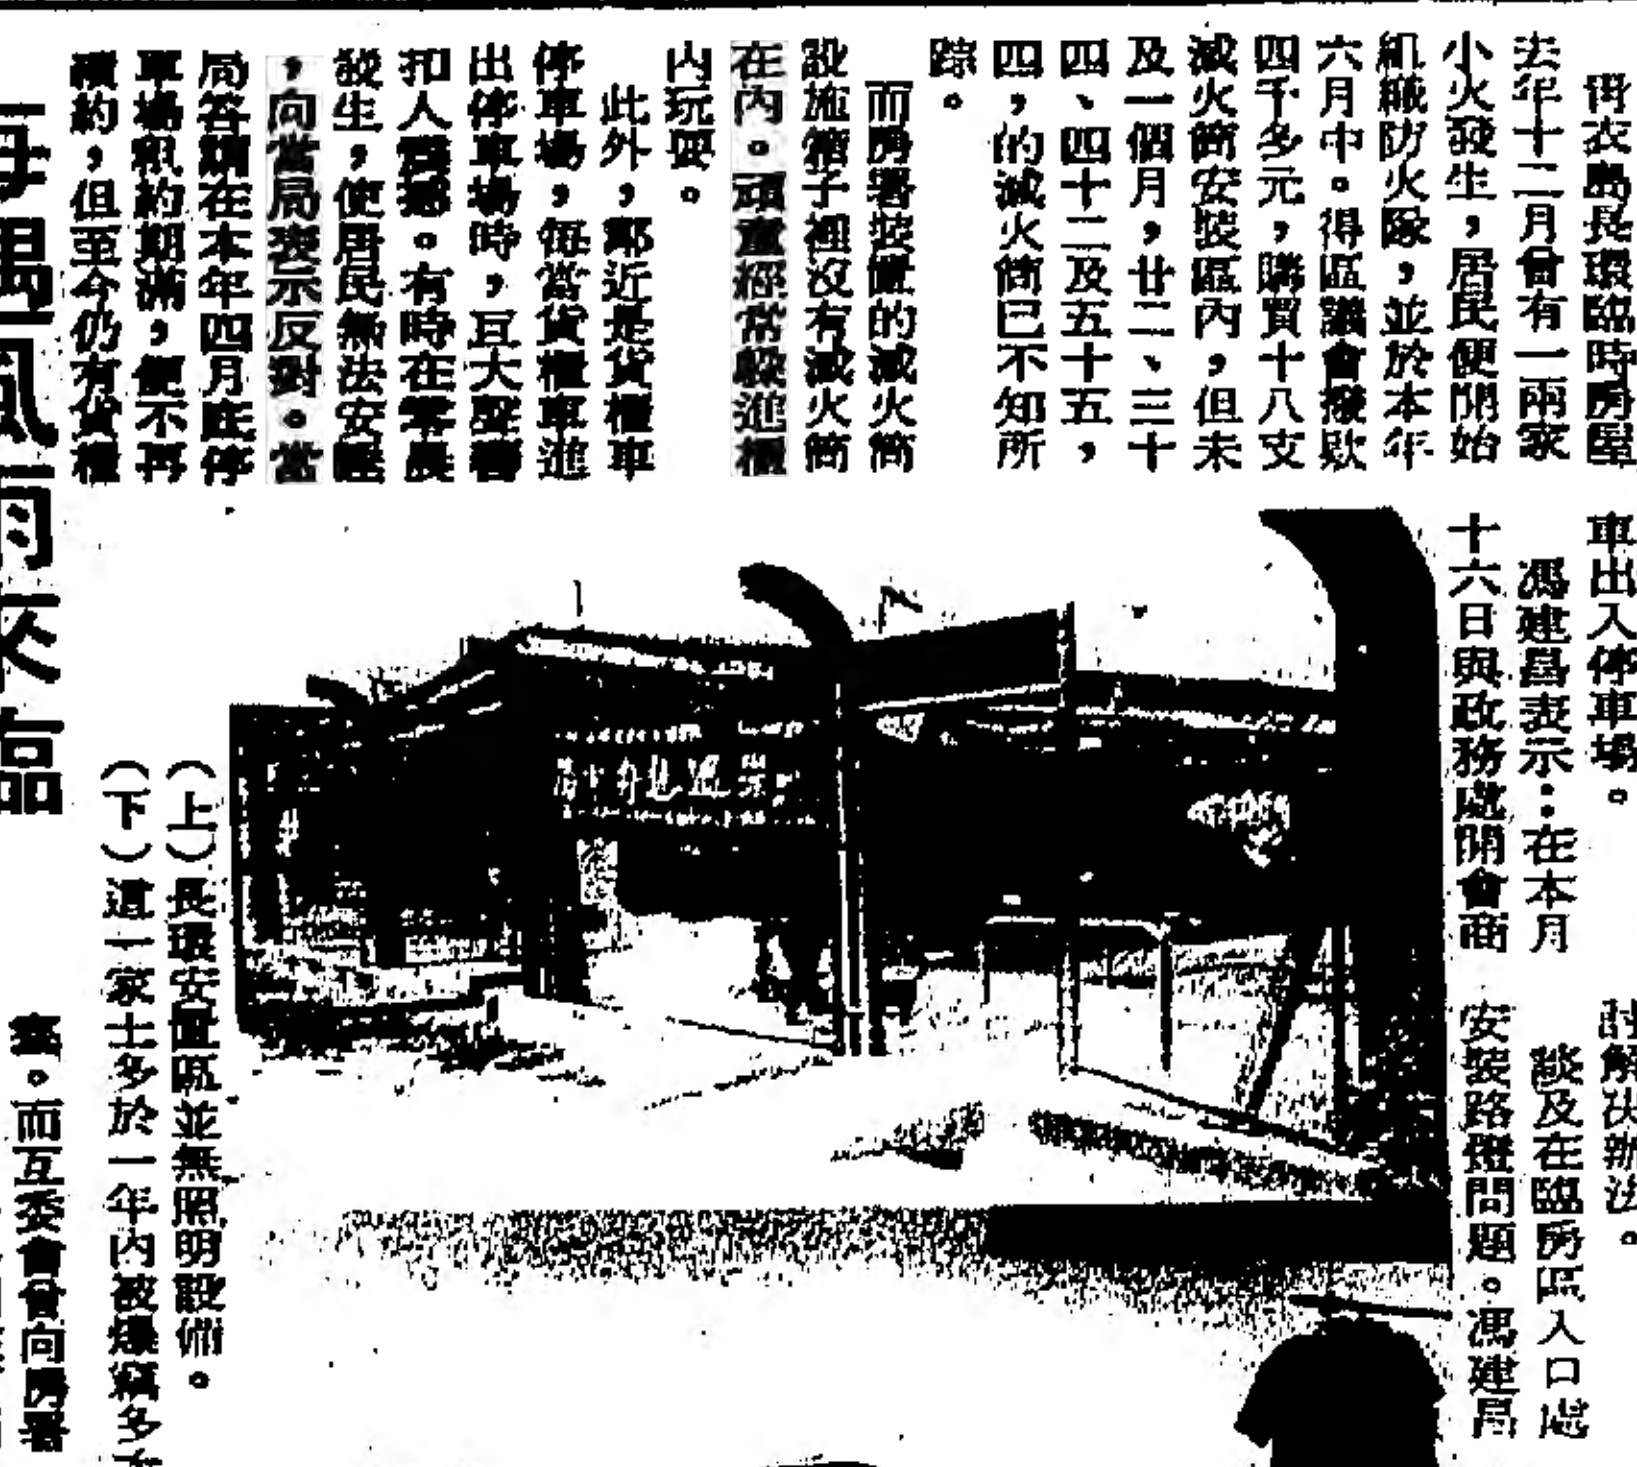 青衣島長環臨時房屋
去年十二月曾有一兩家
小火發生，居民便開始
組織防火隊，並於本年
六月中。得區議會撥欵
四千多元，購買十八支
滅火筒安裝區內，但未
及一個月，廿二、三十
四、四十二及五十五，
四，的滅火筒已不知所
踪。
而房署裝置的滅火筒
設施箱子裡沒有滅火筒
在內。頑童經常躲進櫃
內玩耍。
此外，鄰近是貨櫃車
停車場，每當貨櫃車進
出停車場時，巨大聲響
扣人震撼。有時在零晨
發生，使居民無法安睡
，向當局表示反對。當
局答謂在本年四月底停
車場租約期滿，便不再
續約，但至今仍有貨櫃
車出入停車場。
馮建昌表示：在本月
十六日與政務處開會商
討解決辦法。
談及在臨房區入口處
安裝路燈問題。馮建昌
（上）長環安置區並無照明設備。
（下）這一家士多於一年內被爆竊多
每遇風雨來臨
。而互委會曾向房署